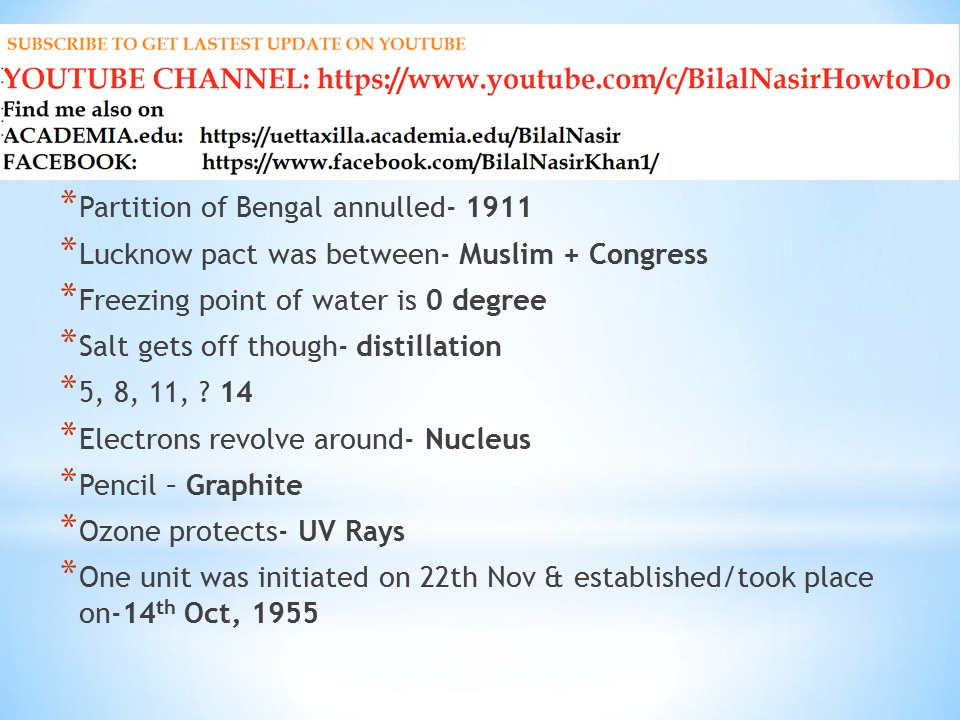 SUBSCRIBE TO GET LASTEST UPDATE ON YOUTUBE
YOUTUBE CHANNEL: https://www.youtube.com/c/BilalNasirHowtoDo
Find me also on
ACADEMIA.edu: https://uettaxilla.academia.edu/BilalNasir
FACEBOOK: https://www.facebook.com/BilalNasirKhan1/
* Partition of Bengal annulled- 1911
* Lucknow pact was between- Muslim + Congress
* Freezing point of water is 0 degree
* Salt gets off though- distillation
* 5, 8, 11, ? 14
* Electrons revolve around- Nucleus
* Pencil – Graphite
* Ozone protects- UV Rays
* One unit was initiated on 22th Nov & established/took place
on-14th Oct, 1955